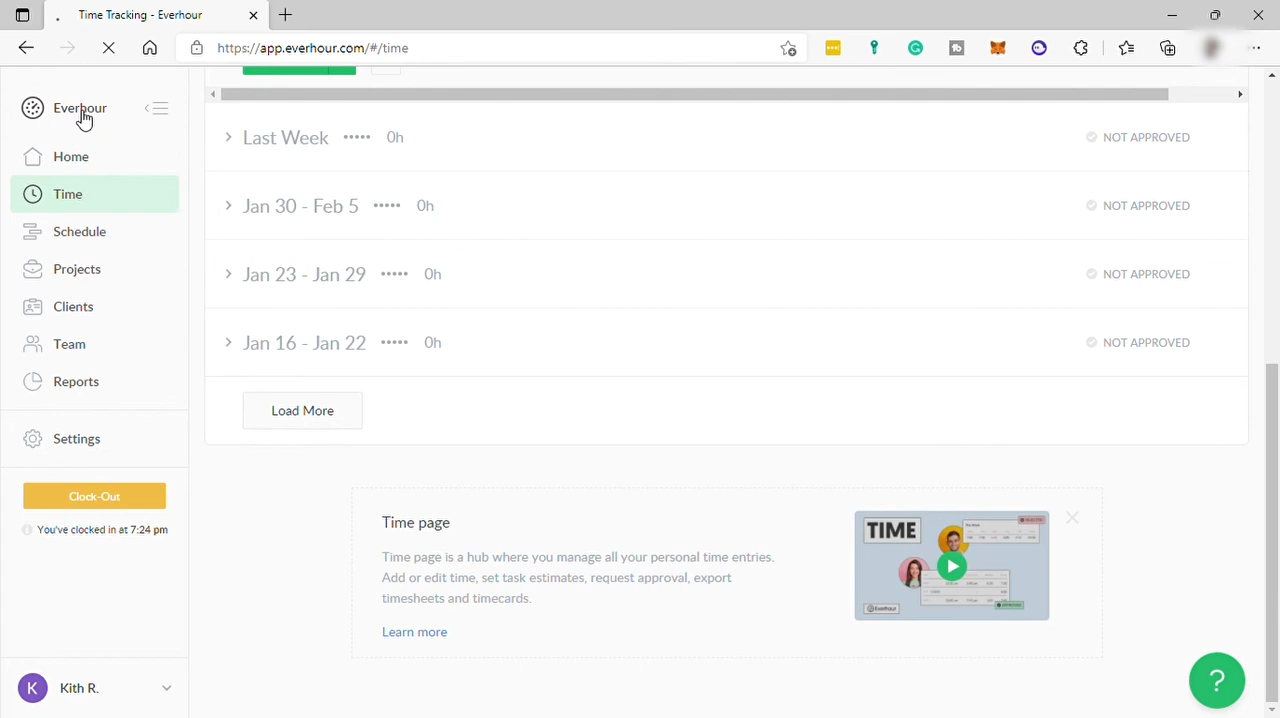 Time Tracking - Everhour
https://app.everhour.com/#/time
Everhour
Home
Time
Schedule
Projects
Clients
Team
Reports
Settings
Clock-Out
You've clocked in at 7:24 pm
K Kith R.
Last Week 0h NOT APPROVED
Jan 30 - Feb 5 0h NOT APPROVED
Jan 23 - Jan 29 0h NOT APPROVED
Jan 16 - Jan 22 0h NOT APPROVED
Load More
Time page
Time page is a hub where you manage all your personal time entries.
Add or edit time, set task estimates, request approval, export
timesheets and timecards.
Learn more
TIME
Everhour
?